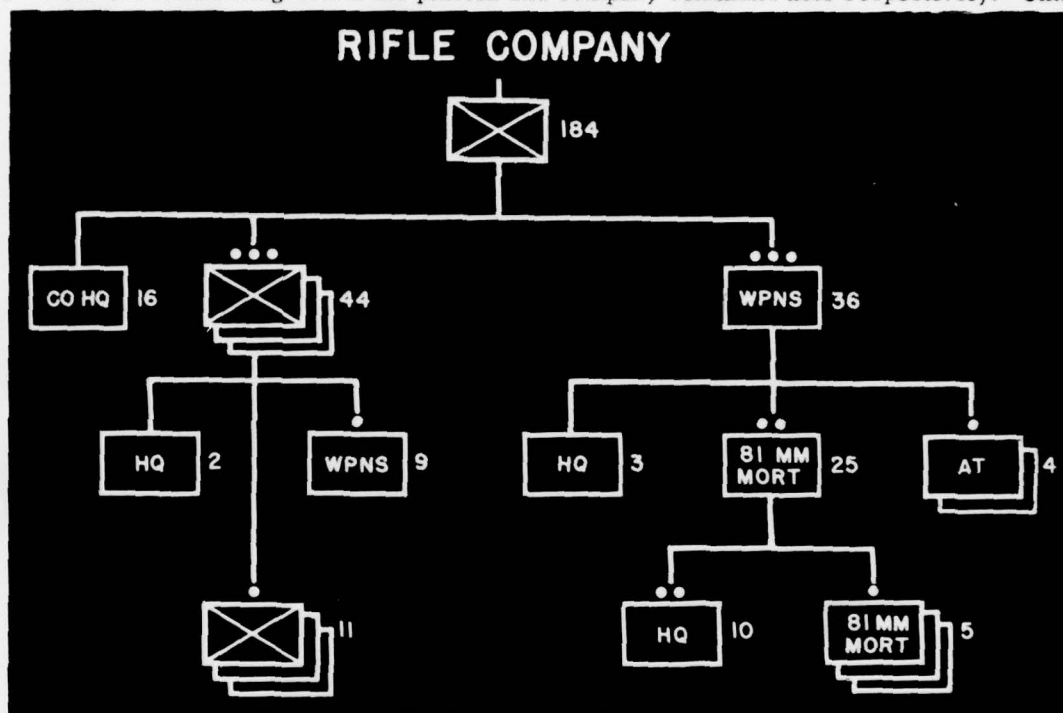 RIFLE COMPANY
184
CO HQ 16
44
WPNS 36
HQ 2
WPNS 9
HQ 3
81 MM
MORT
25
AT 4
11
HQ 10
81 MM
MORT
5